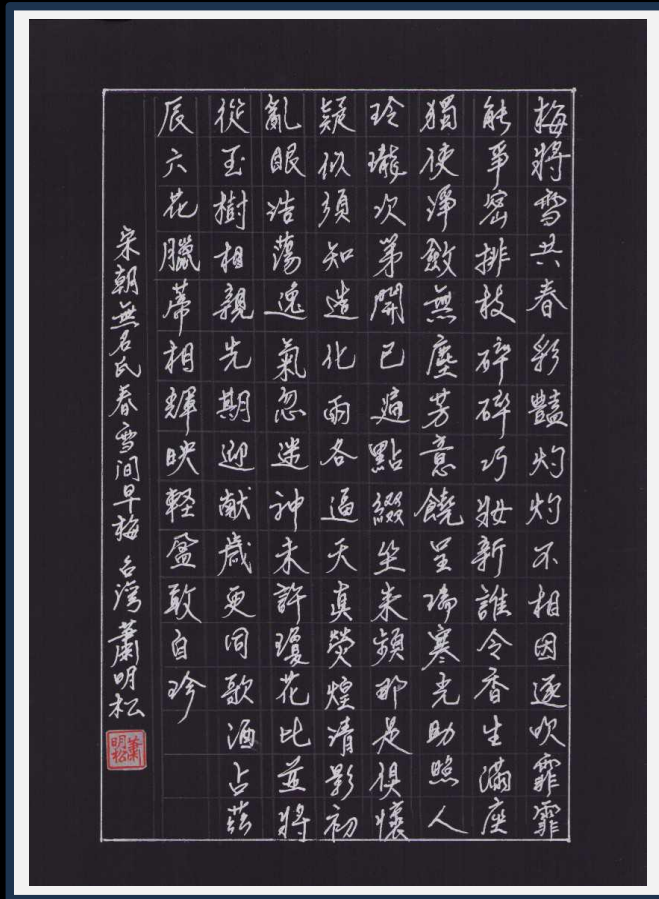 梅將雪共春彩豔灼灼不相因逐吹霏霏
能爭密排枝碎碎巧妝新誰令香生滿座
獨使淨斂無塵芳意饒呈瑞寒光助照人
玲瓏次第開已遍點綴坐來頻那是俱懷
疑似須知造化兩各逼天真熒煌清影初
亂眼浩蕩逸氣忽迷神未許瓊花比並將
從玉樹相親先期迎献歲更同歌酒占茲
辰六花臘蒂相輝映軽盈敢自珍
宋朝無名氏春雪間早梅 台灣蕭明松
蕭明松